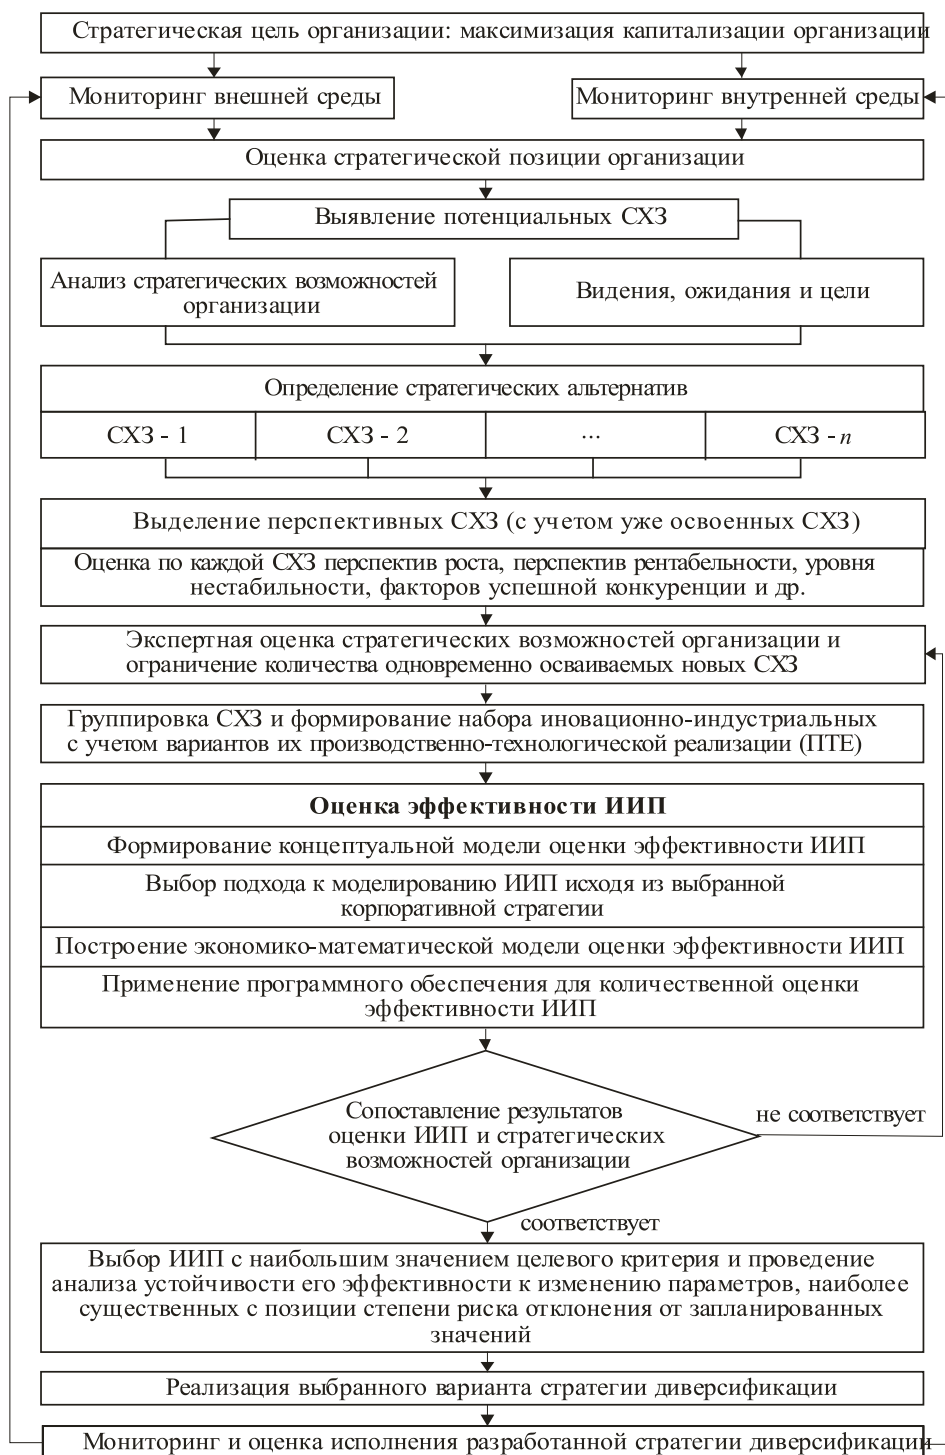 Стратегическая цель организации: максимизация капитализации организации
Мониторинг внешней среды
Мониторинг внутренней среды
Оценка стратегической позиции организации
Выявление потенциальных СХЗ
Анализ стратегических возможностей
организации
Видения, ожидания и цели
Определение стратегических альтернатив
СХЗ - 1
СХЗ - 2
...
СХЗ - n
Выделение перспективных СХЗ (с учетом уже освоенных СХЗ)
Оценка по каждой СХЗ перспектив роста, перспектив рентабельности, уровня
нестабильности, факторов успешной конкуренции и др.
Экспертная оценка стратегических возможностей организации и
ограничение количества одновременно осваиваемых новых СХЗ
Группировка СХЗ и формирование набора иновационно-индустриальных
с учетом вариантов их производственно-технологической реализации (ПТЕ)
Оценка эффективности ИИП
Формирование концептуальной модели оценки эффективности ИИП
Выбор подхода к моделированию ИИП исходя из выбранной
корпоративной стратегии
Построение экономико-математической модели оценки эффективности ИИП
Применение программного обеспечения для количественной оценки
эффективности ИИП
Сопоставление результатов
оценки ИИП и стратегических
возможностей организации
не соответствует
соответствует
Выбор ИИП с наибольшим значением целевого критерия и проведение
анализа устойчивости его эффективности к изменению параметров, наиболее
существенных с позиции степени риска отклонения от запланированных
значений
Реализация выбранного варианта стратегии диверсификации
Мониторинг и оценка исполнения разработанной стратегии диверсификации